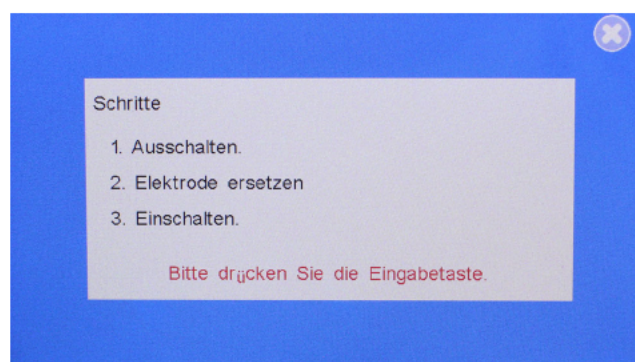 Schritte
1. Ausschalten.
2. Elektrode ersetzen
3. Einschalten.
Bitte drücken Sie die Eingabetaste.